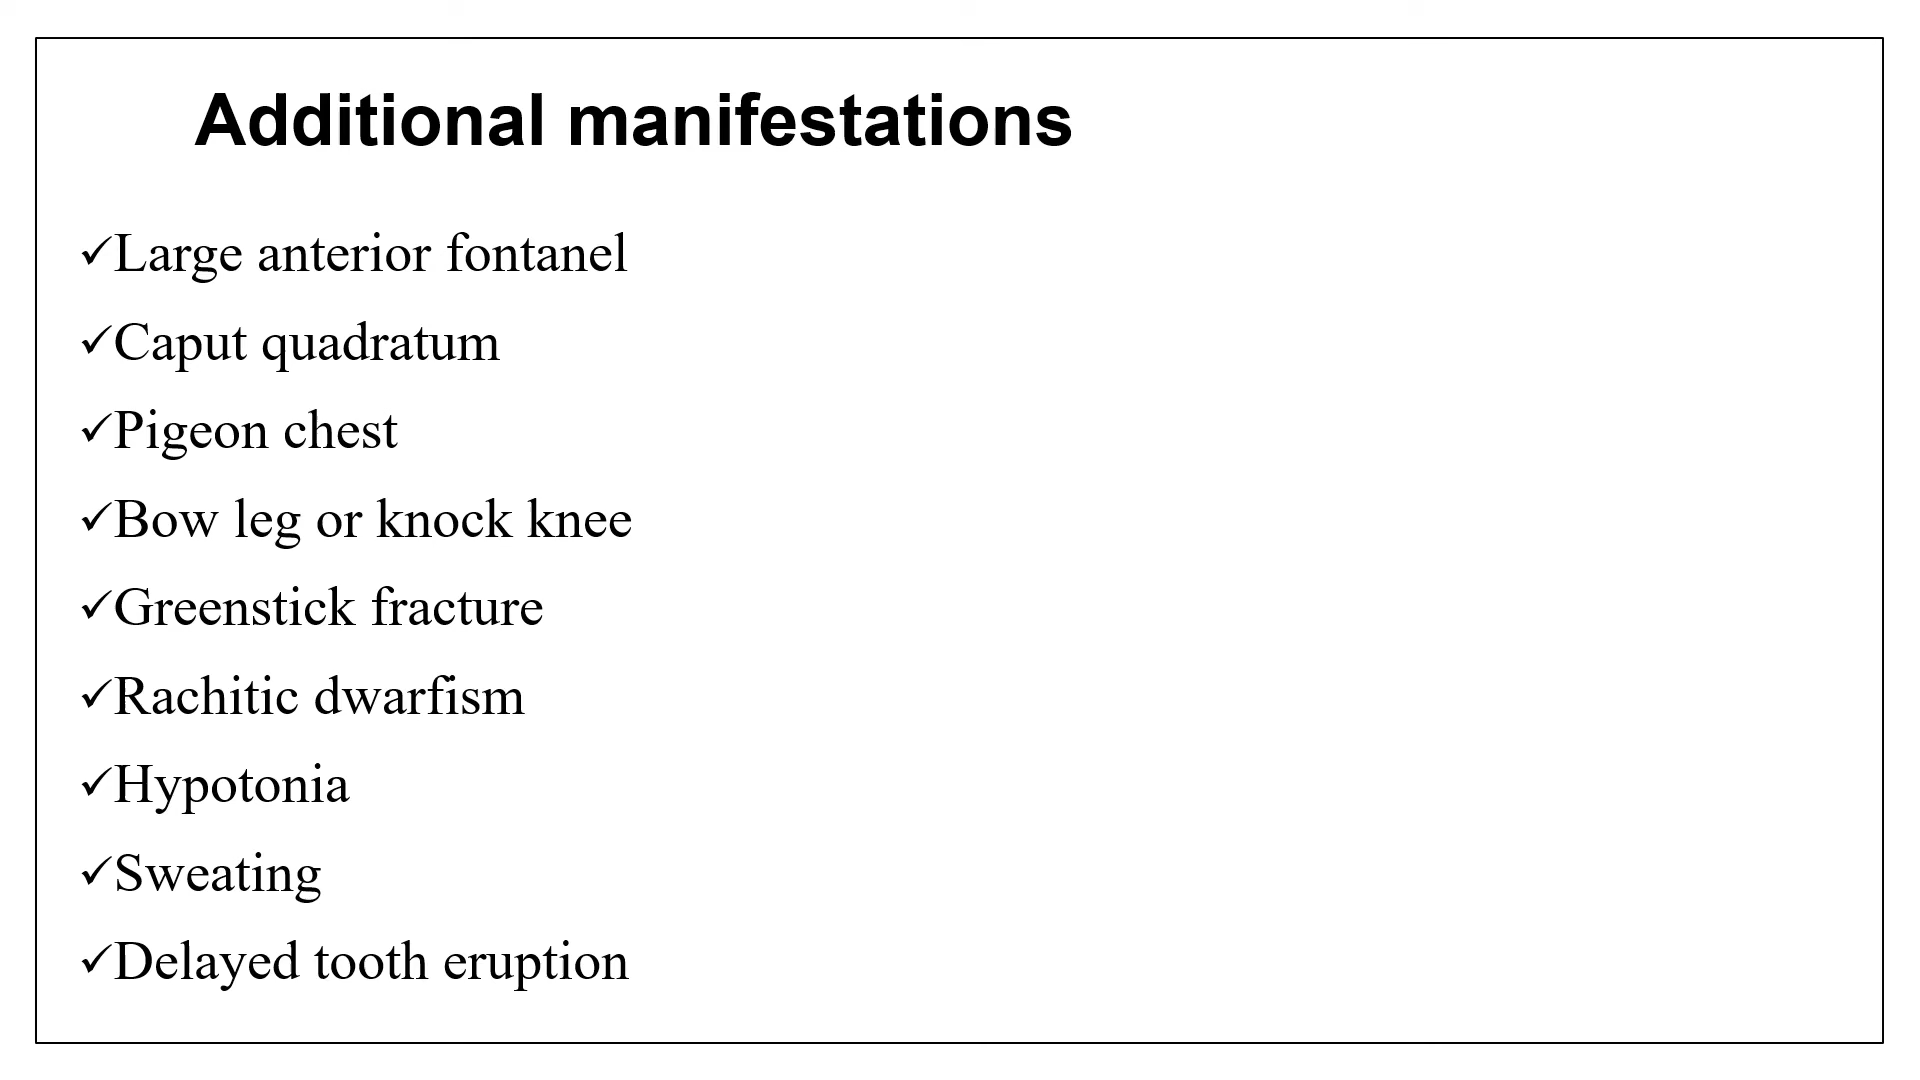 Additional manifestations
✓Large anterior fontanel
✓Caput quadratum
✓Pigeon chest
✓Bow leg or knock knee
✓Greenstick fracture
✓Rachitic dwarfism
✓Hypotonia
✓Sweating
✓Delayed tooth eruption